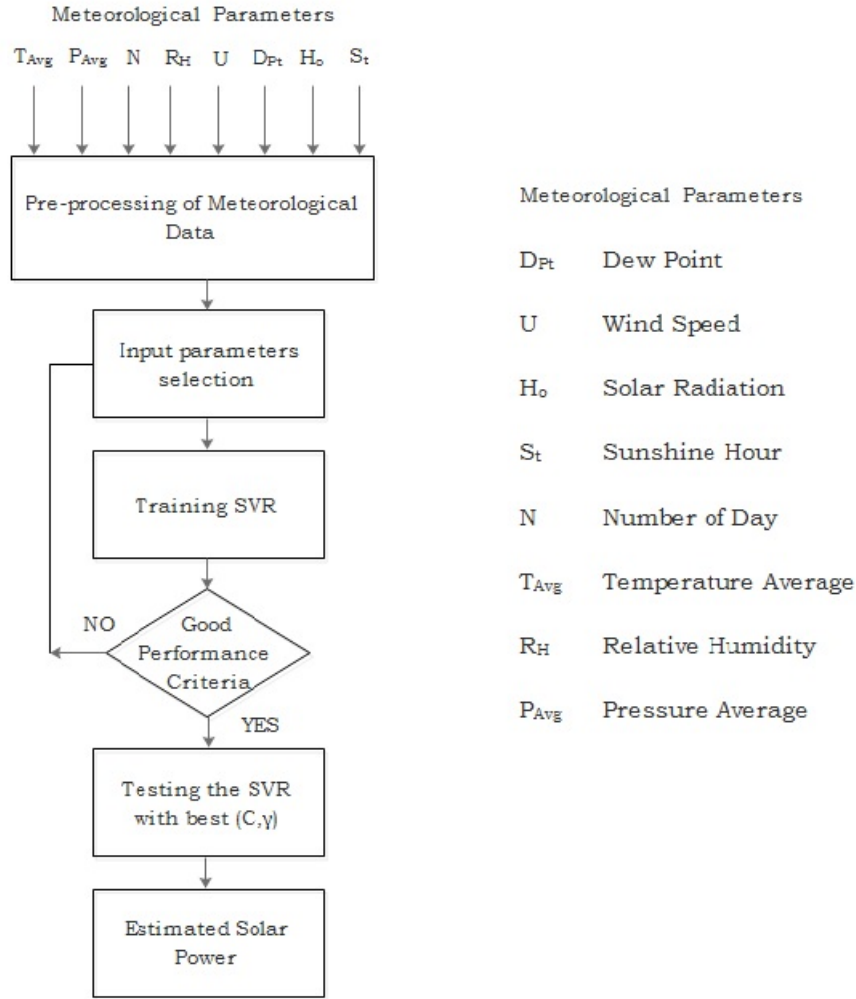 Meteorological Parameters
TAvg PAvg N RH U DPt Ho St
Pre-processing of Meteorological
Data
Input parameters
selection
Training SVR
NO
Good
Performance
Criteria
YES
Testing the SVR
with best (C,γ)
Estimated Solar
Power
Meteorological Parameters
DPt Dew Point
U Wind Speed
Ho Solar Radiation
St Sunshine Hour
N Number of Day
TAvg Temperature Average
RH Relative Humidity
PAvg Pressure Average